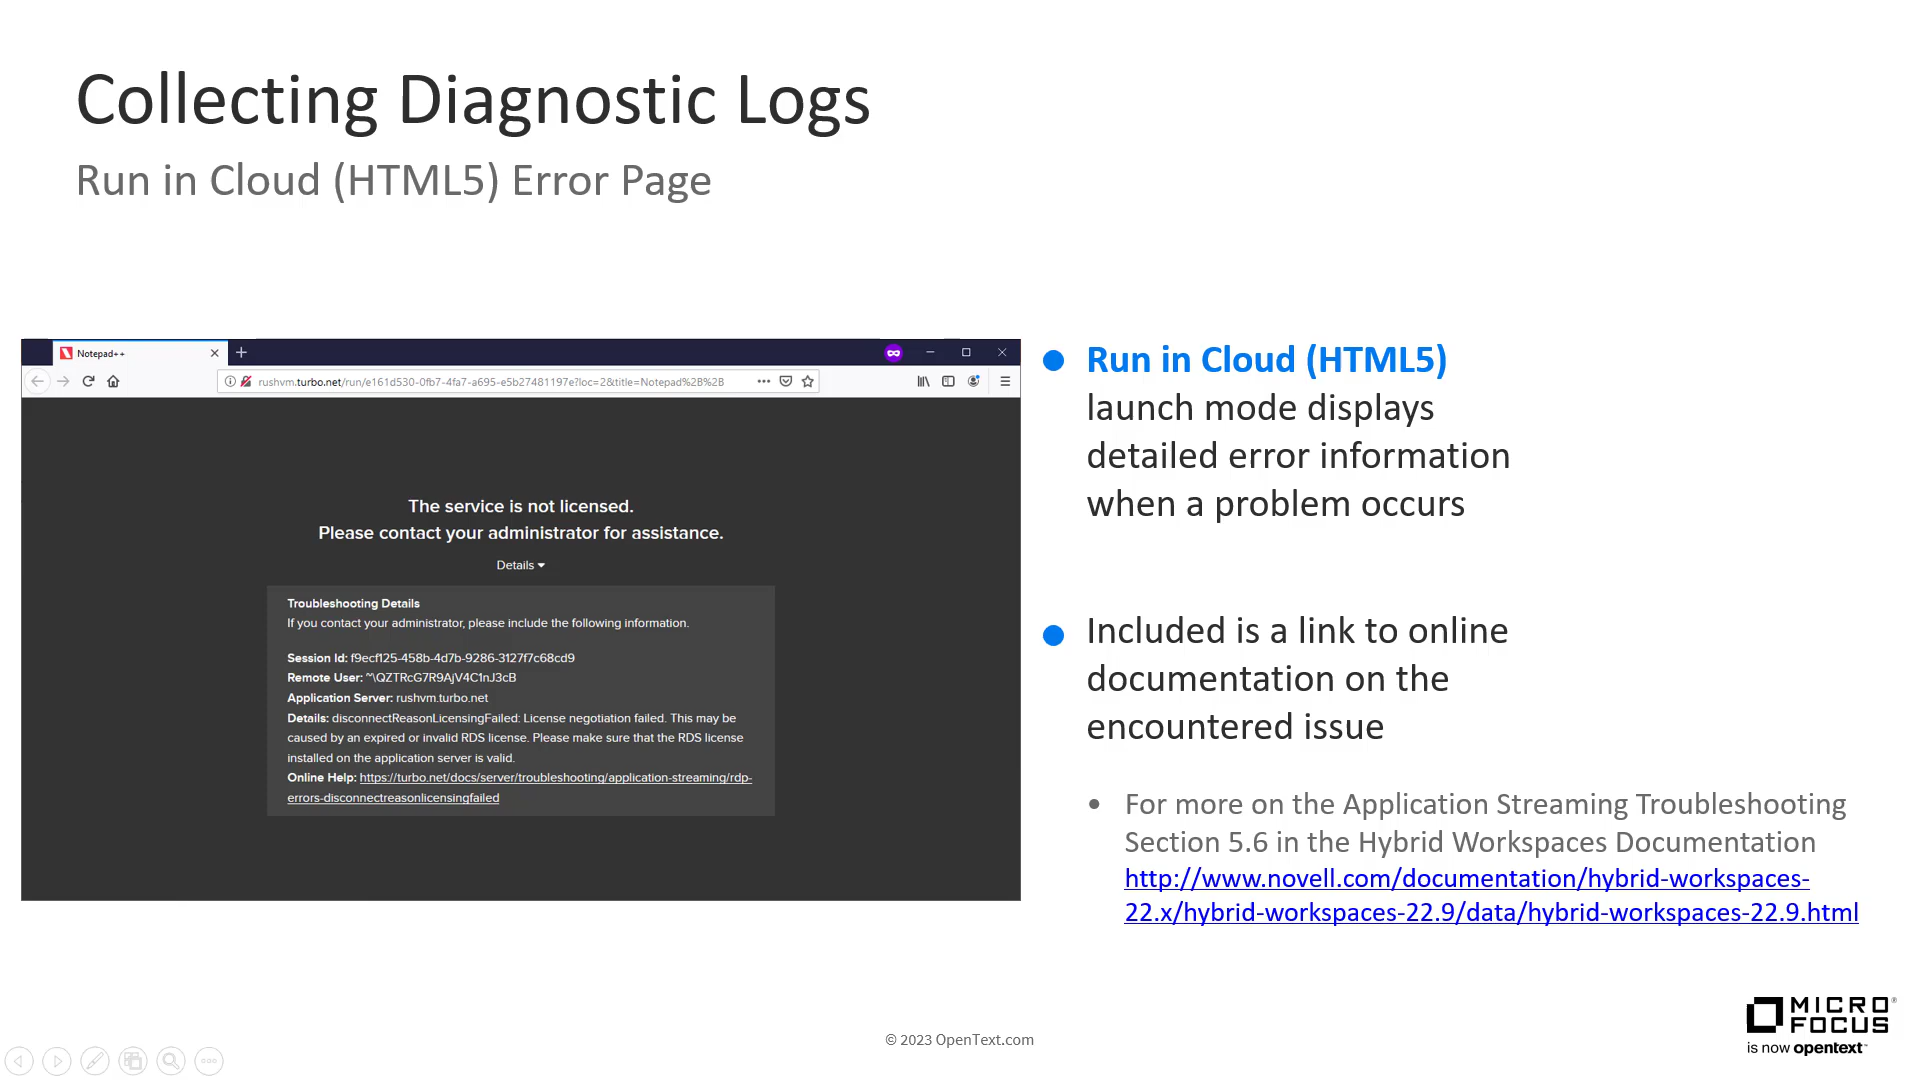 Collecting Diagnostic Logs
Run in Cloud (HTML5) Error Page
Notepad++
rushvm.turbo.net/run/e161d530-0fb7-4fa7-a695-e5b27481197e?loc=2&title=Notepad%2B%2B
The service is not licensed.
Please contact your administrator for assistance.
Details
Troubleshooting Details
If you contact your administrator, please include the following information.
Session Id: f9ecf125-458b-4d7b-9286-3127f7c68cd9
Remote User: ~\QZTRcG7R9AjV4C1nJ3cB
Application Server: rushvm.turbo.net
Details: disconnectReasonLicensingFailed: License negotiation failed. This may be
caused by an expired or invalid RDS license. Please make sure that the RDS license
installed on the application server is valid.
Online Help: https://turbo.net/docs/server/troubleshooting/application-streaming/rdp-
errors-disconnectreasonlicensingfailed
Run in Cloud (HTML5)
launch mode displays
detailed error information
when a problem occurs
Included is a link to online
documentation on the
encountered issue
For more on the Application Streaming Troubleshooting
Section 5.6 in the Hybrid Workspaces Documentation
http://www.novell.com/documentation/hybrid-workspaces-
22.x/hybrid-workspaces-22.9/data/hybrid-workspaces-22.9.html
MICRO
FOCUS
is now opentext™
© 2023 OpenText.com